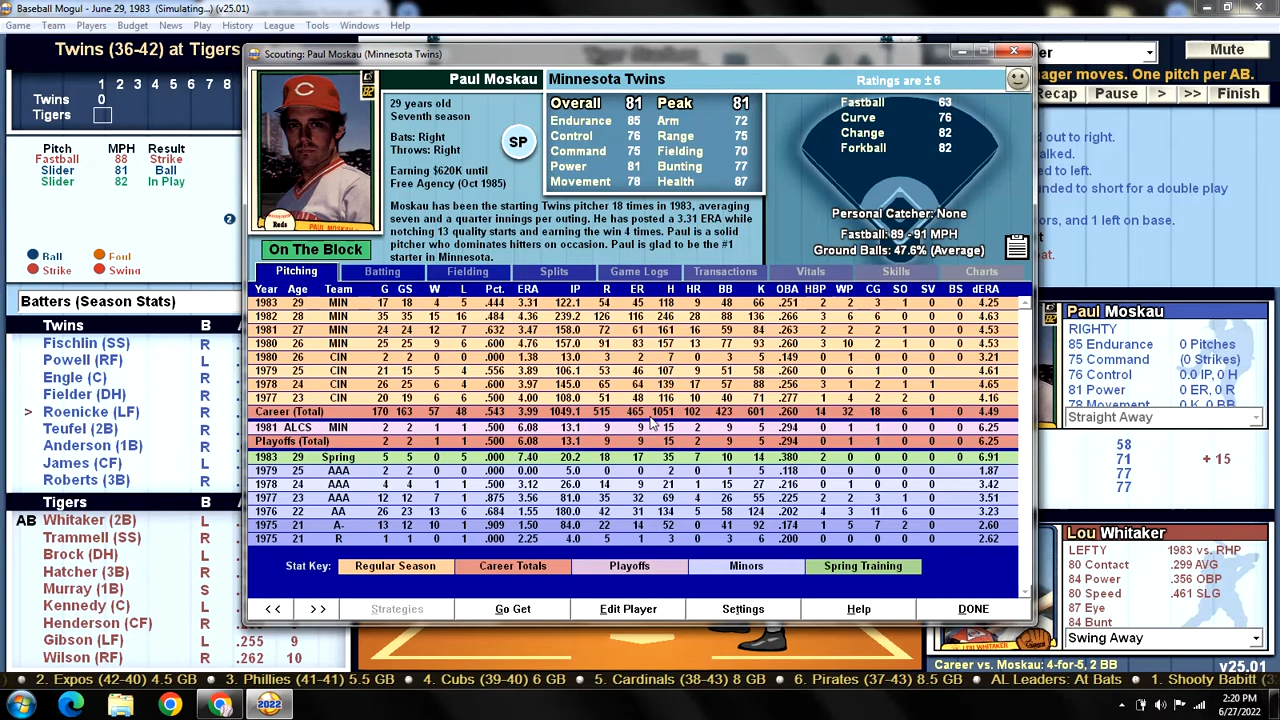 Baseball Mogul - June 29, 1983 (Simulating...) (v25.01)
Game Team Players Budget News Play History League Tools Windows Help
Twins (36-42) at Tigers
1 2 3 4 5 6 7 8
Twins 0
Tigers
Pitch MPH Result
Fastball 88 Strike
Slider 81 Ball
Slider 82 In Play
2
Ball Foul
Strike Swing
Batters (Season Stats)
Twins B
Fischlin (SS) R
Powell (RF) L
Engle (C) R
Fielder (DH) R
> Roenicke (LF) R
Teufel (2B) R
Anderson (1B) R
James (CF) R
Roberts (3B) R
Tigers B
AB Whitaker (2B) L
Trammell (SS) R
Brock (DH) L
Hatcher (3B) R
Murray (1B) S
Kennedy (C) R
Henderson (CF) R
Gibson (LF) L .255 9
Wilson (RF) R .262 10
Scouting: Paul Moskau (Minnesota Twins)
Reds
PAUL MOSKAU
On The Block
Paul Moskau
29 years old
Seventh season
Bats: Right
Throws: Right
Earning $620K until
Free Agency (Oct 1985)
SP
Minnesota Twins
Ratings are ± 6
Overall 81 Peak 81
Endurance 85 Arm 72
Control 76 Range 75
Command 75 Fielding 70
Power 81 Bunting 77
Movement 78 Health 87
Moskau has been the starting Twins pitcher 18 times in 1983, averaging
seven and a quarter innings per outing. He has posted a 3.31 ERA while
notching 13 quality starts and earning the win 4 times. Paul is a solid
pitcher who dominates hitters on occasion. Paul is glad to be the #1
starter in Minnesota.
Fastball 63
Curve 76
Change 82
Forkball 82
Personal Catcher: None
Fastball: 89 - 91 MPH
Ground Balls: 47.6% (Average)
Pitching Batting Fielding Splits Game Logs Transactions Vitals Skills Charts
Year Age Team G GS W L Pct. ERA IP R ER H HR BB K OBA HBP WP CG SO SV BS dERA
1983 29 MIN 17 18 4 5 .444 3.31 122.1 54 45 118 9 48 66 .251 2 2 3 1 0 0 4.25
1982 28 MIN 35 35 15 16 .484 4.36 239.2 126 116 246 28 88 136 .266 3 6 6 0 0 0 4.63
1981 27 MIN 24 24 12 7 .632 3.47 158.0 72 61 161 16 59 84 .263 2 2 2 1 0 0 4.53
1980 26 MIN 25 25 9 6 .600 4.76 157.0 91 83 157 13 77 93 .260 3 10 2 0 0 0 4.53
1980 26 CIN 2 2 0 0 .000 1.38 13.0 3 2 7 0 3 5 .149 0 1 0 0 0 0 3.21
1979 25 CIN 21 15 5 4 .556 3.89 106.1 53 46 107 9 51 46 .259 1 4 0 0 0 0 5.11
1978 24 CIN 26 25 6 4 .600 3.97 145.0 65 64 139 17 57 88 .256 3 1 4 2 1 1 4.65
1977 23 CIN 20 19 6 6 .500 4.00 108.0 51 48 116 10 40 71 .277 1 4 1 2 0 0 4.16
Career (Total) 170 163 57 48 .543 3.99 1049.1 515 465 1051 102 423 601 .260 14 32 18 6 1 0 4.49
1981 ALCS MIN 2 2 1 1 .500 6.08 13.1 9 9 15 2 9 5 .294 0 1 0 0 0 0 6.25
Playoffs (Total) 2 2 1 1 .500 6.08 13.1 9 9 15 2 9 5 .294 0 1 0 0 0 0 6.25
1983 29 Spring 5 5 0 5 .000 7.40 20.2 18 17 35 7 10 14 .380 2 0 0 0 0 0 6.91
1979 25 AAA 2 2 0 0 .000 0.00 5.0 0 0 2 0 1 5 .118 0 0 0 0 0 0 1.87
1978 24 AAA 4 4 1 1 .500 3.12 26.0 14 9 21 2 15 27 .216 0 1 0 0 0 0 3.42
1977 23 AAA 12 12 7 1 .875 3.56 81.0 35 32 69 4 26 55 .225 2 2 3 1 0 0 3.51
1976 22 AA 26 23 13 6 .684 1.55 180.0 42 31 134 5 58 124 .202 4 3 11 6 0 0 3.23
1975 21 A- 13 12 10 1 .909 1.50 84.0 22 14 52 0 41 92 .174 1 5 7 2 0 0 2.60
1975 21 R 1 1 0 1 .000 2.25 4.0 5 1 3 0 3 6 .200 0 0 0 0 0 0 2.62
Stat Key: Regular Season Career Totals Playoffs Minors Spring Training
<< >> Strategies Go Get Edit Player Settings Help DONE
Mute
nager moves. One pitch per AB.
Recap Pause > >> Finish
d out to right.
walked.
ed to left.
unded to short for a double play
ors, and 1 left on base.
at.
Paul Moskau
RIGHTY
85 Endurance 0 Pitches
75 Command (0 Strikes)
76 Control 0.0 IP, 0 H
81 Power 0 ER, 0 R
78 Movement 0 BB, 0 K
Straight Away
58
71 + 15
77
77
Lou Whitaker
LEFTY 1983 vs. RHP
80 Contact .299 AVG
84 Power .356 OBP
80 Speed .461 SLG
87 Eye
84 Bunt
LOU WHITAKER
Swing Away
Career vs. Moskau: 4-for-5, 2 BB
v25.01
2. Expos (42-40) 4.5 GB 3. Phillies (41-41) 5.5 GB 4. Cubs (39-40) 6 GB 5. Cardinals (38-43) 8 GB 6. Pirates (37-43) 8.5 GB AL Leaders: At Bats 1. Shooty Babitt
2022
2:20 PM
6/27/2022